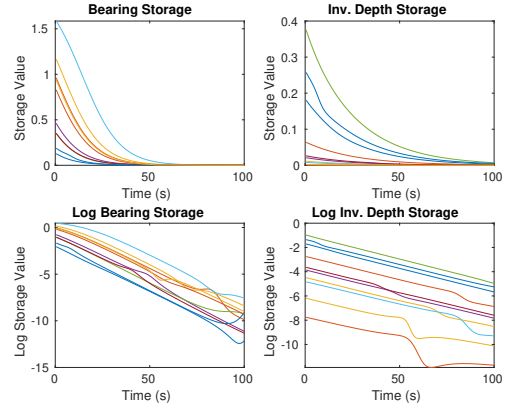 Bearing Storage
Inv. Depth Storage
Storage Value
1.5
1
0.5
0
0 50 100
Time (s)
Storage Value
0.4
0.3
0.2
0.1
0
0 50 100
Time (s)
Log Bearing Storage
Log Inv. Depth Storage
Log Storage Value
0
-5
-10
-15
0 50 100
Time (s)
Log Storage Value
0
-2
-4
-6
-8
-10
0 50 100
Time (s)